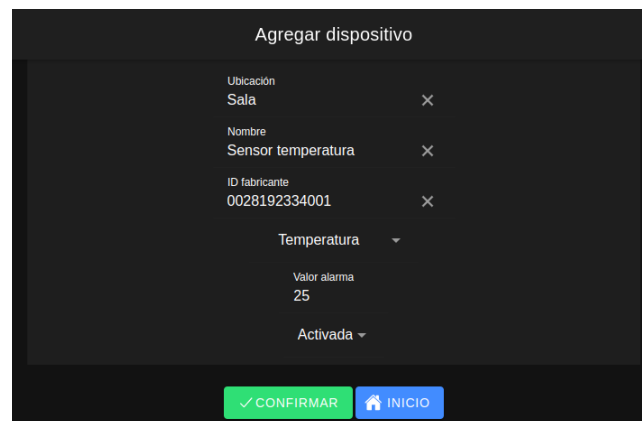 Agregar dispositivo
Ubicación
Sala
Nombre
Sensor temperatura
ID fabricante
0028192334001
Temperatura
Valor alarma
25
Activada
CONFIRMAR INICIO